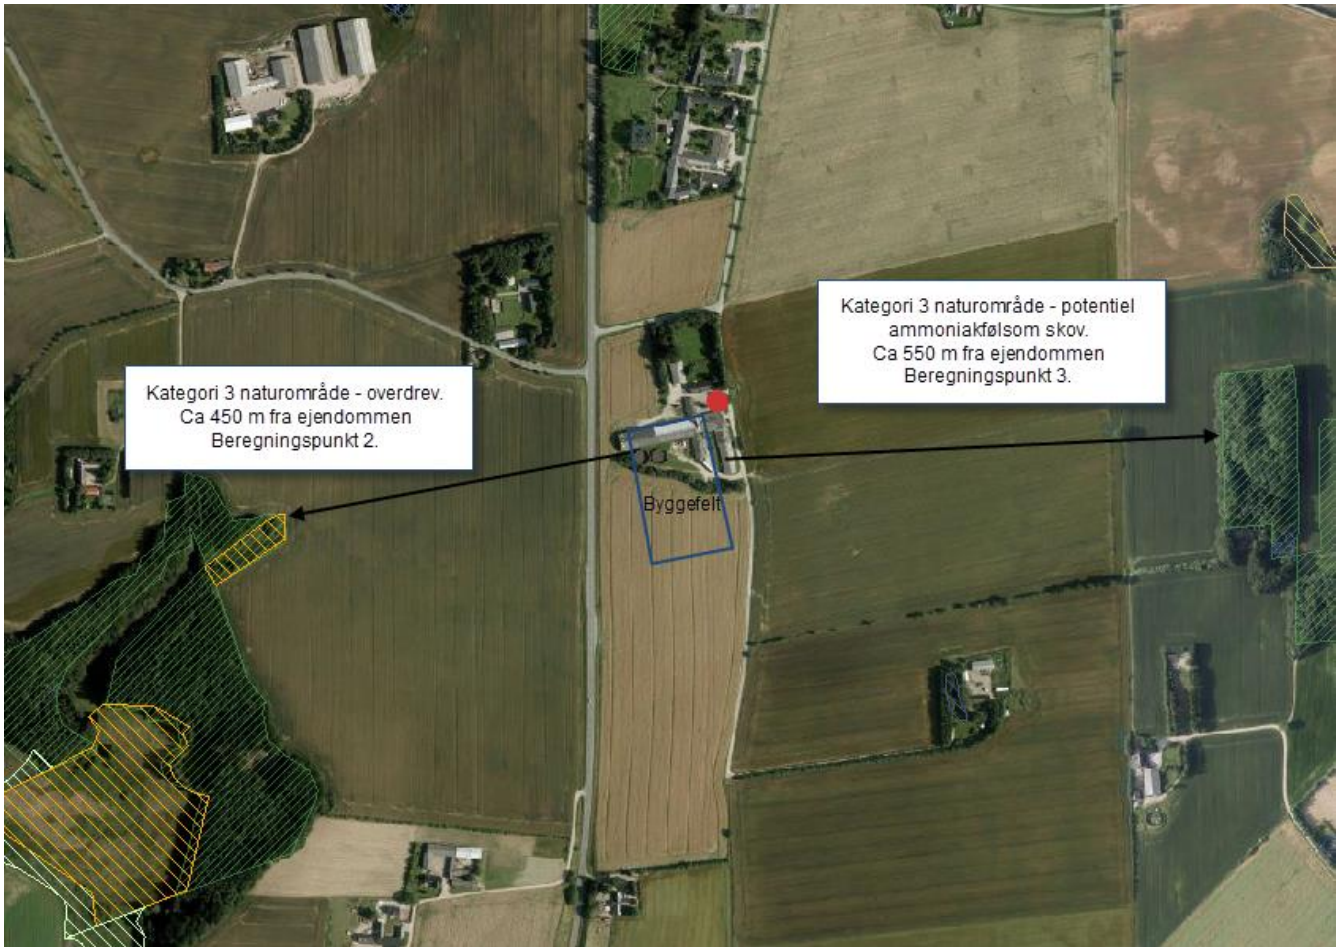 Kategori 3 naturområde - potentiel
ammoniakfølsom skov.
Ca 550 m fra ejendommen
Beregningspunkt 3.
Kategori 3 naturområde - overdrev.
Ca 450 m fra ejendommen
Beregningspunkt 2.
Byggefelt